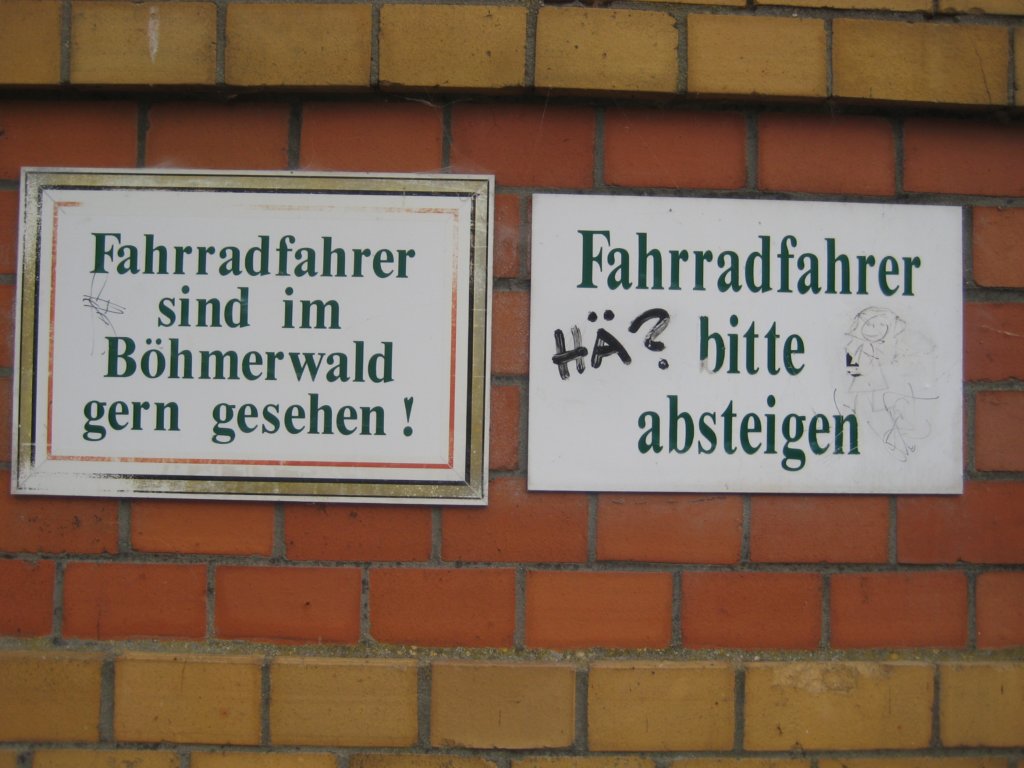 Fahrradfahrer
sind im
Böhmerwald
gern gesehen !
Fahrradfahrer
HÄ? bitte
absteigen